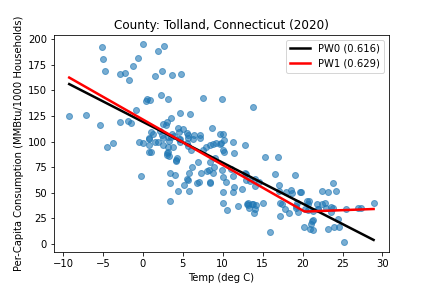 County: Tolland, Connecticut (2020)
Per-Capita Consumption (MMBtu/1000 Households)
200
175
150
125
100
75
50
25
0
PW0 (0.616)
PW1 (0.629)
−10 −5 0 5 10 15 20 25 30
Temp (deg C)